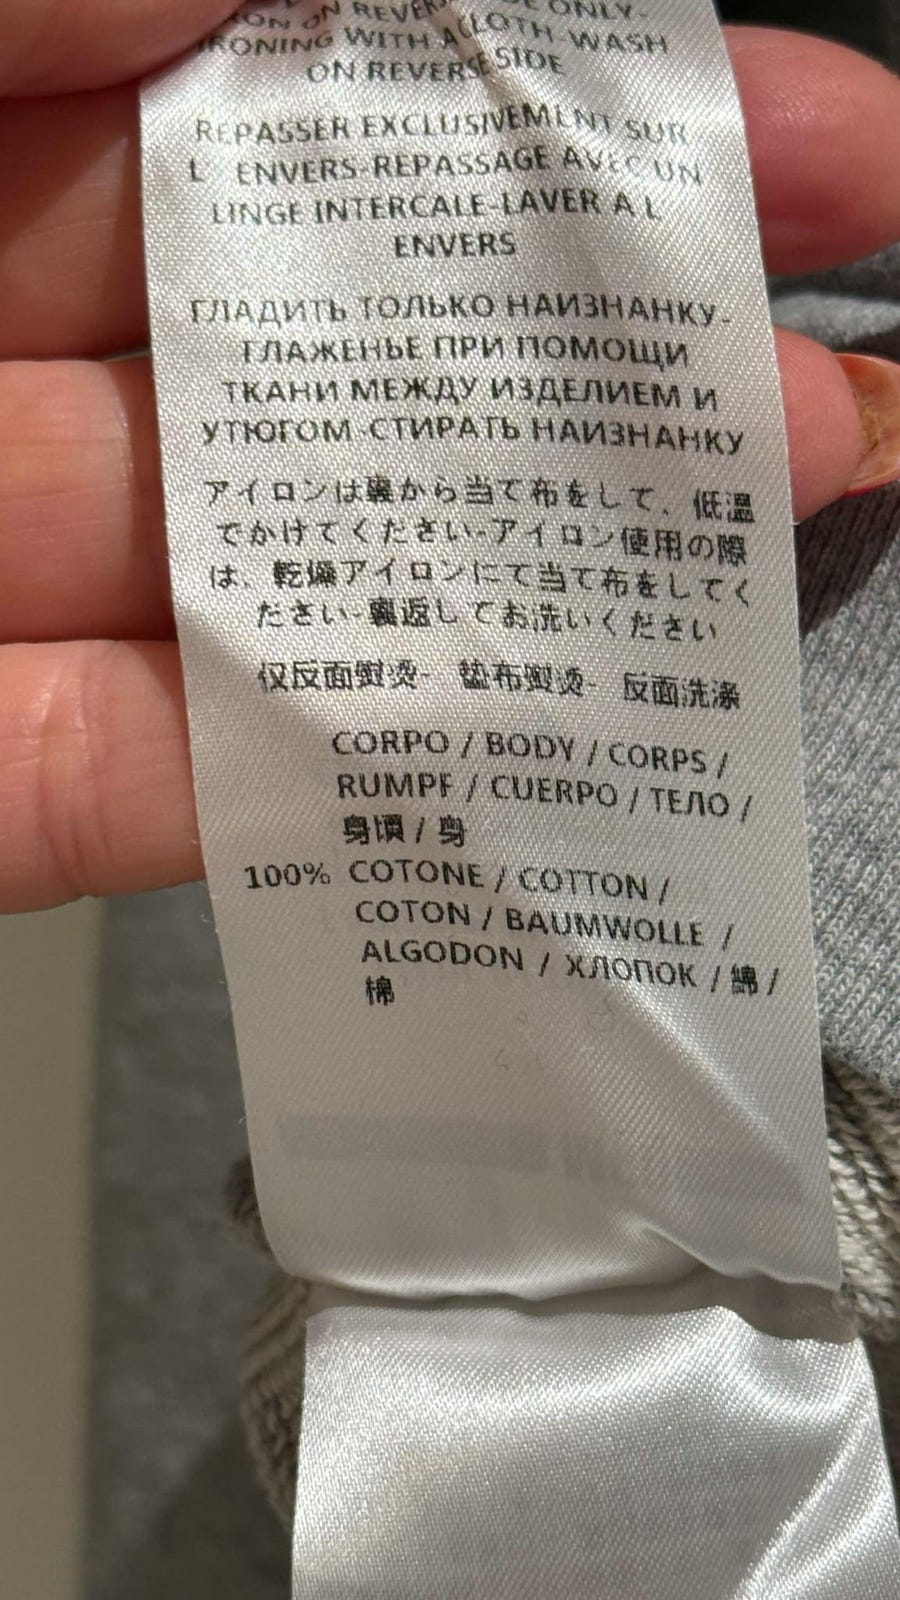 IRON ON REVERSE SIDE ONLY-
IRONING WITH A CLOTH-WASH
ON REVERSE SIDE
REPASSER EXCLUSIVEMENT SUR
L ENVERS-REPASSAGE AVEC UN
LINGE INTERCALE-LAVER A L
ENVERS
ГЛАДИТЬ ТОЛЬКО НАИЗНАНКУ-
ГЛАЖЕНЬЕ ПРИ ПОМОЩИ
ТКАНИ МЕЖДУ ИЗДЕЛИЕМ И
УТЮГОМ-СТИРАТЬ НАИЗНАНКУ
アイロンは裏から当て布をして、低温
でかけてください-アイロン使用の際
は、乾燥アイロンにて当て布をしてく
ださい-裏返してお洗いください
仅反面熨烫- 垫布熨烫- 反面洗涤
CORPO / BODY / CORPS /
RUMPF / CUERPO / ТЕЛО /
身頃 / 身
100% COTONE / COTTON /
COTON / BAUMWOLLE /
ALGODON / ХЛОПОК / 綿 /
棉